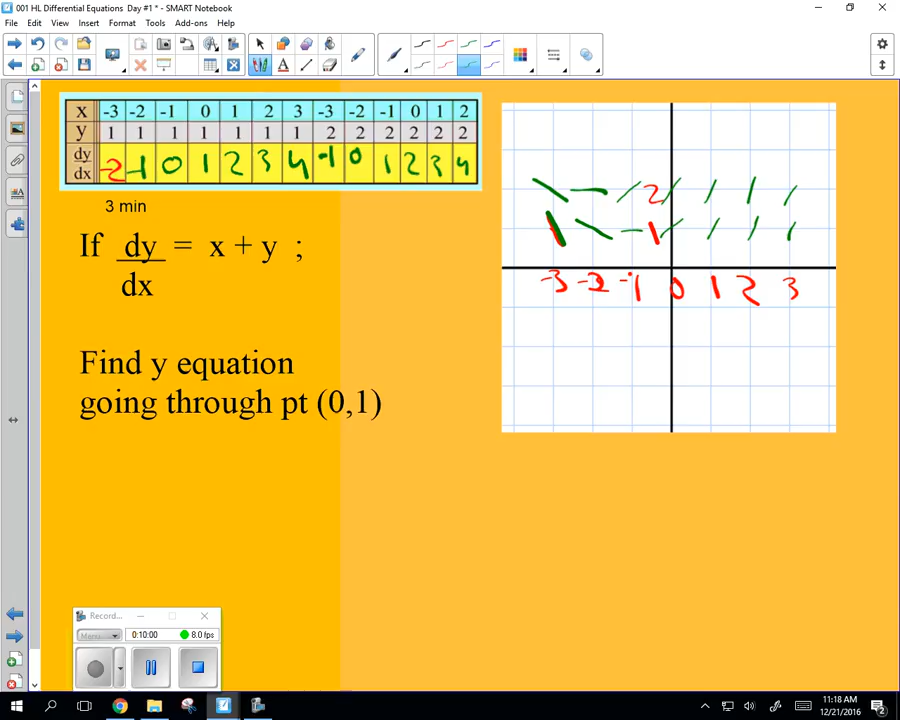 001 HL Differential Equations Day #1 * - SMART Notebook
File Edit View Insert Format Tools Add-ons Help
x -3 -2 -1 0 1 2 3 -3 -2 -1 0 1 2
y 1 1 1 1 1 1 1 2 2 2 2 2 2
dy
dx -2 -1 0 1 2 3 4 -1 0 1 2 3 4
3 min
If dy = x + y ;
dx
Find y equation
going through pt (0,1)
2
1
-3 -2 -1 0 1 2 3
Record...
Menu 0:10:00 8.0 fps
11:18 AM
12/21/2016
2